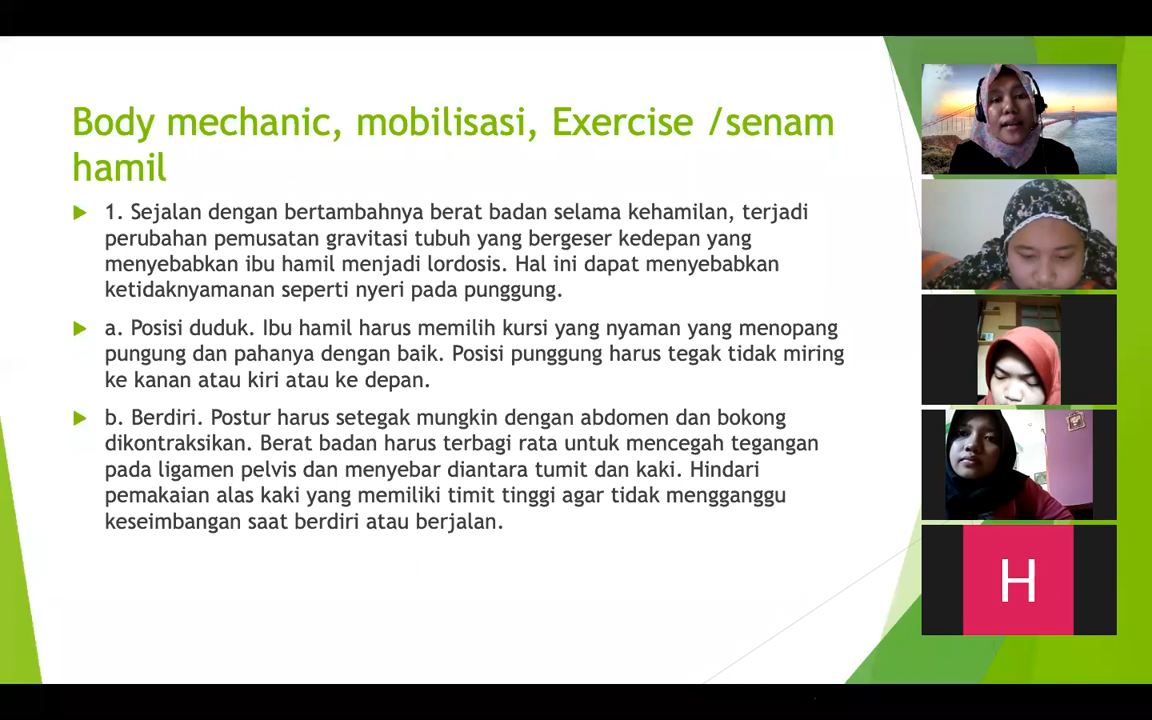 Body mechanic, mobilisasi, Exercise /senam
hamil
1. Sejalan dengan bertambahnya berat badan selama kehamilan, terjadi
perubahan pemusatan gravitasi tubuh yang bergeser kedepan yang
menyebabkan ibu hamil menjadi lordosis. Hal ini dapat menyebabkan
ketidaknyamanan seperti nyeri pada punggung.
a. Posisi duduk. Ibu hamil harus memilih kursi yang nyaman yang menopang
pungung dan pahanya dengan baik. Posisi punggung harus tegak tidak miring
ke kanan atau kiri atau ke depan.
b. Berdiri. Postur harus setegak mungkin dengan abdomen dan bokong
dikontraksikan. Berat badan harus terbagi rata untuk mencegah tegangan
pada ligamen pelvis dan menyebar diantara tumit dan kaki. Hindari
pemakaian alas kaki yang memiliki timit tinggi agar tidak mengganggu
keseimbangan saat berdiri atau berjalan.
H